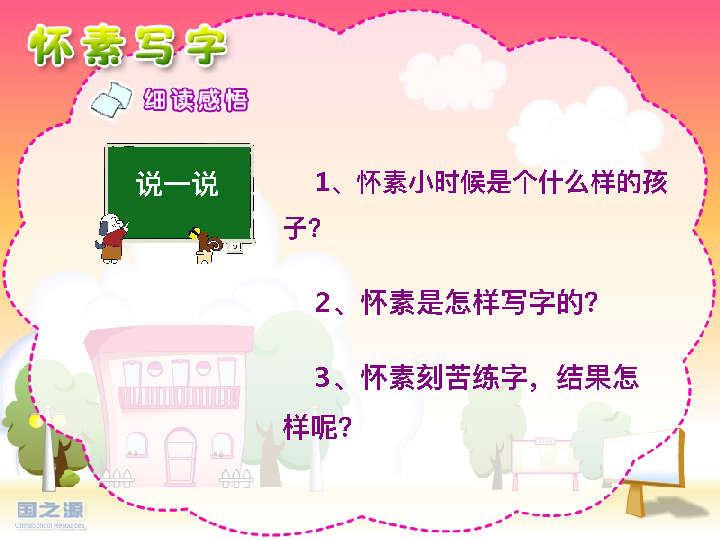 怀素写字
细读感悟
说一说
1、怀素小时候是个什么样的孩
子?
2、怀素是怎样写字的?
3、怀素刻苦练字，结果怎
样呢?
国之源
ChinaSchool Resources